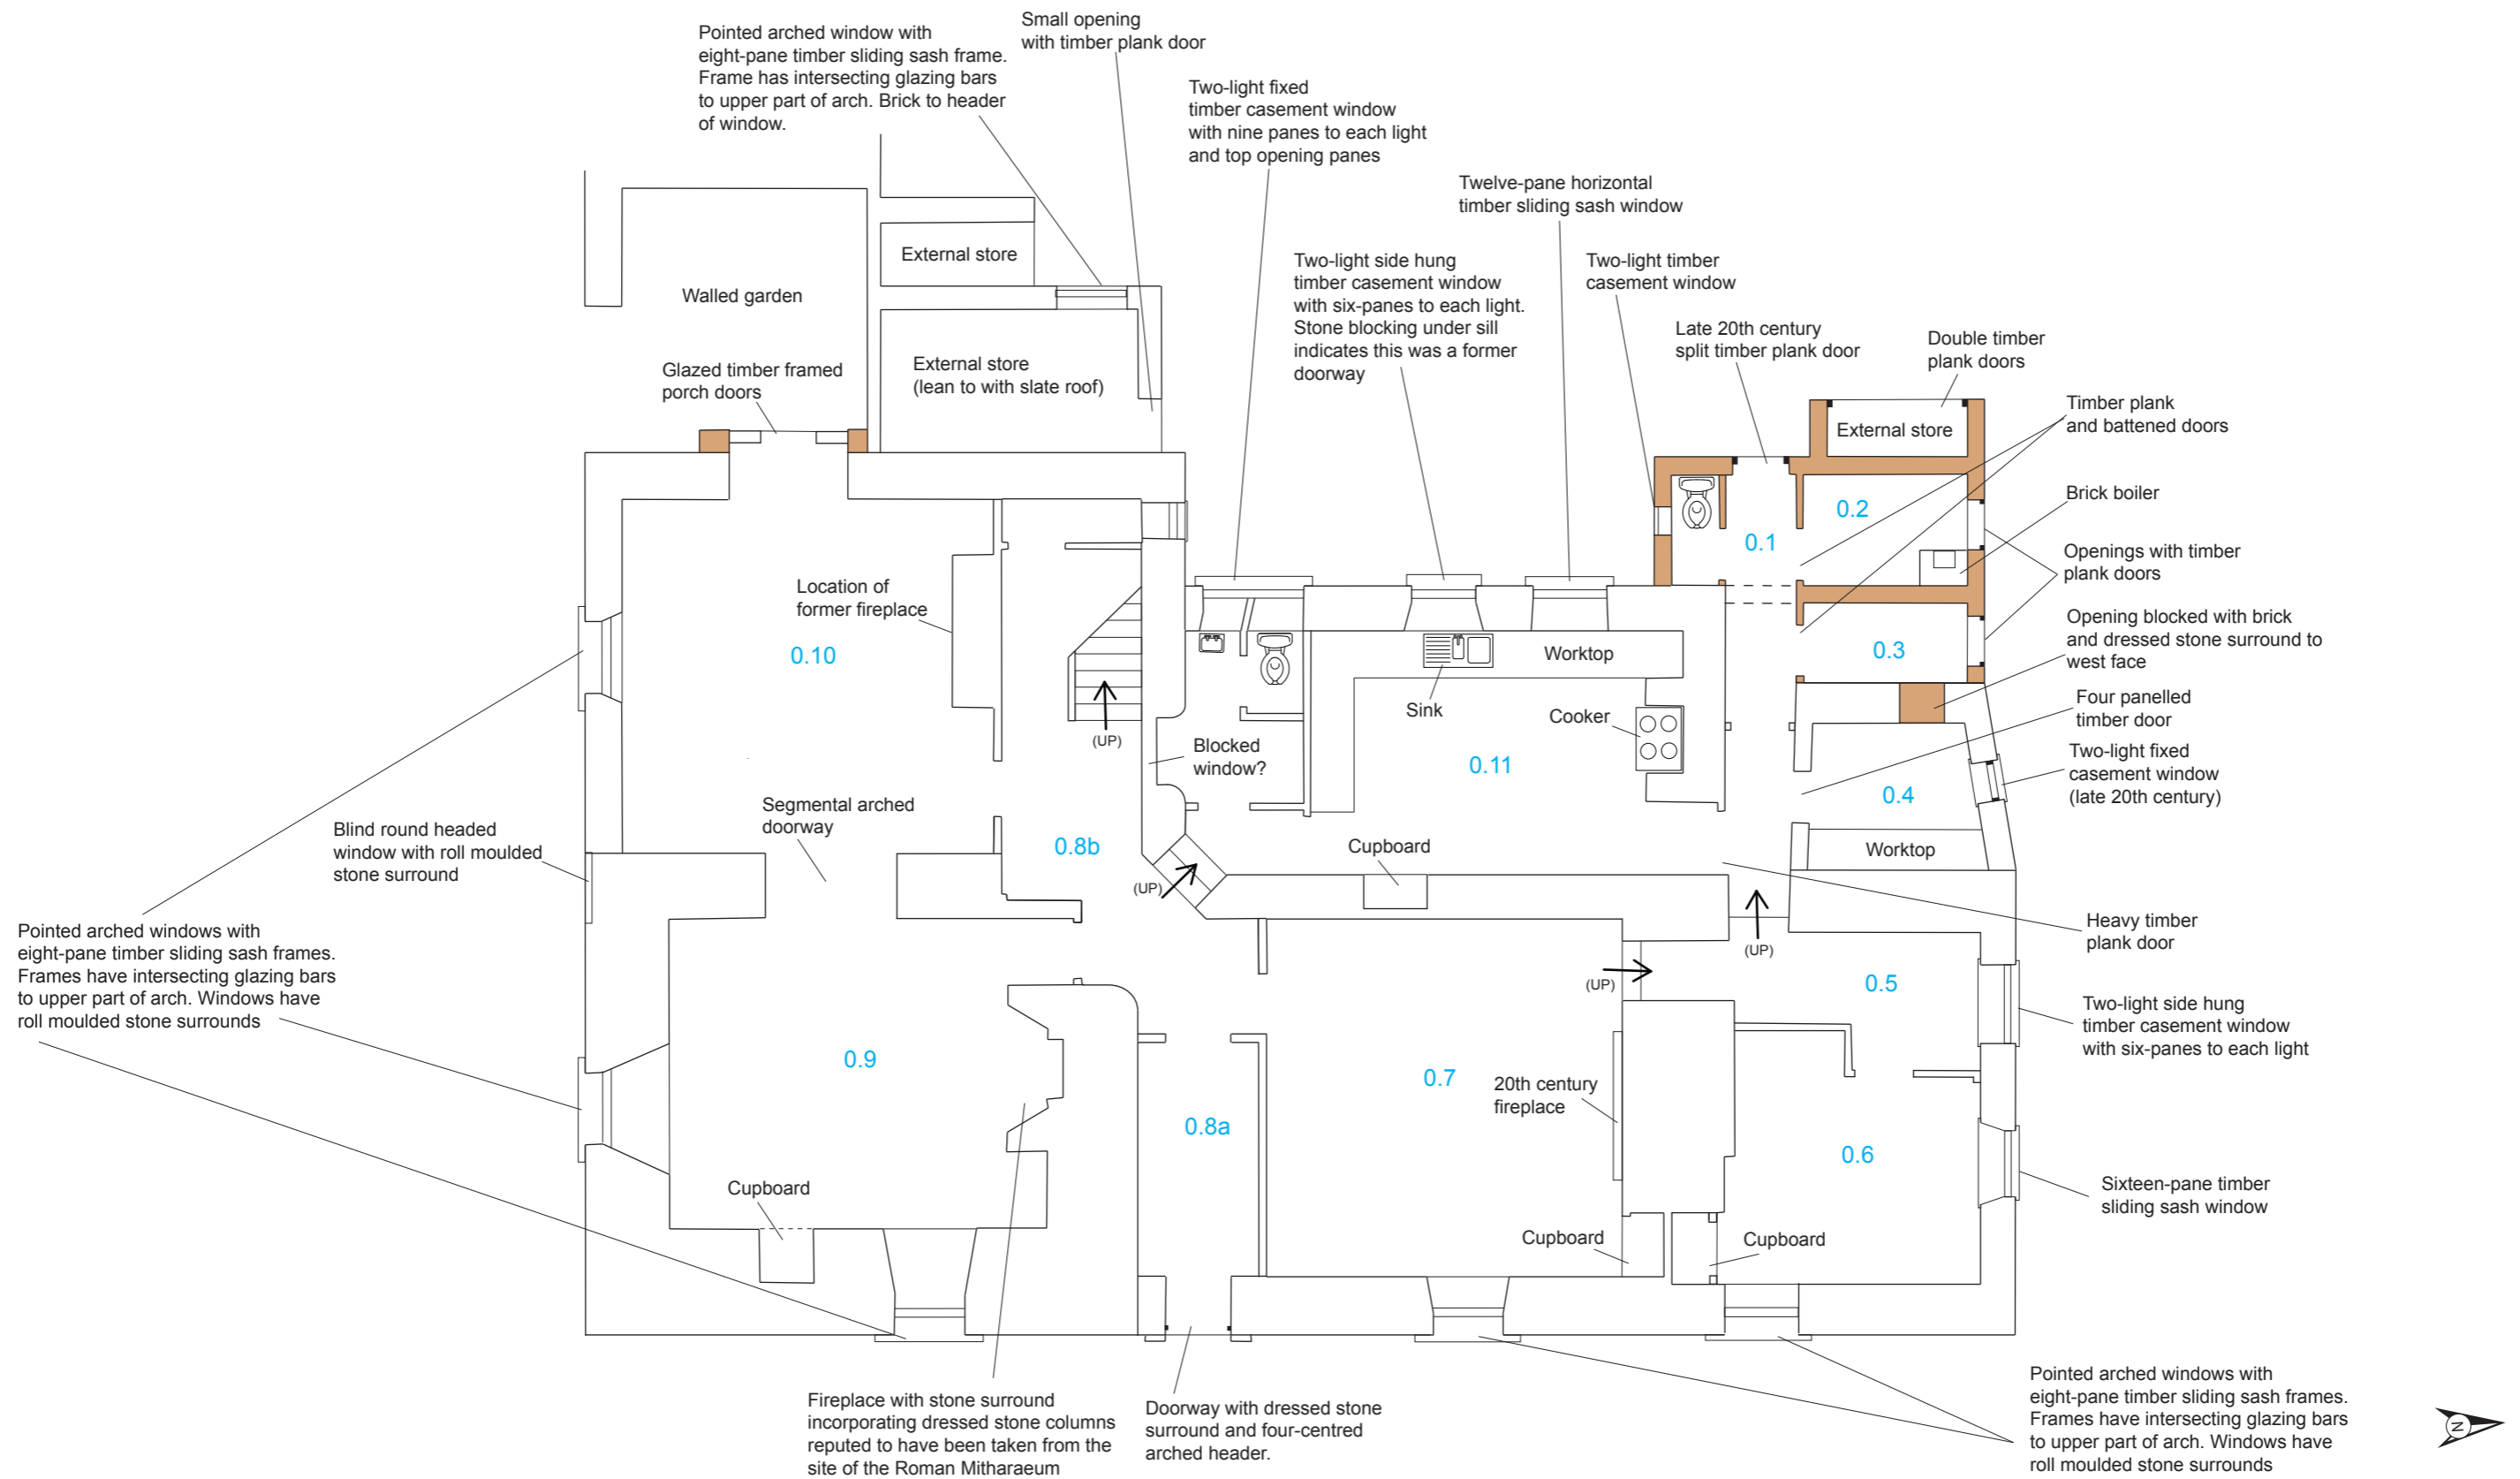 Small opening
with timber plank door
Pointed arched window with
eight-pane timber sliding sash frame.
Frame has intersecting glazing bars
to upper part of arch. Brick to header
of window.
Two-light fixed
timber casement window
with nine panes to each light
and top opening panes
Twelve-pane horizontal
timber sliding sash window
Two-light side hung
timber casement window
with six-panes to each light.
Stone blocking under sill
indicates this was a former
doorway
Two-light timber
casement window
Late 20th century
split timber plank door
Double timber
plank doors
External store
Walled garden
External store
(lean to with slate roof)
Glazed timber framed
porch doors
External store
Timber plank
and battened doors
Brick boiler
Openings with timber
plank doors
Opening blocked with brick
and dressed stone surround to
west face
Four panelled
timber door
Two-light fixed
casement window
(late 20th century)
0.2
0.1
0.3
0.4
Location of
former fireplace
0.10
(UP)
Blocked
window?
Worktop
Sink
Cooker
0.11
Worktop
Segmental arched
doorway
Blind round headed
window with roll moulded
stone surround
0.8b
(UP)
Cupboard
Heavy timber
plank door
(UP)
(UP)
0.5
Pointed arched windows with
eight-pane timber sliding sash frames.
Frames have intersecting glazing bars
to upper part of arch. Windows have
roll moulded stone surrounds
Two-light side hung
timber casement window
with six-panes to each light
0.9
0.7
20th century
fireplace
0.8a
0.6
Cupboard
Sixteen-pane timber
sliding sash window
Cupboard
Cupboard
Fireplace with stone surround
incorporating dressed stone columns
reputed to have been taken from the
site of the Roman Mitharaeum
Doorway with dressed stone
surround and four-centred
arched header.
Pointed arched windows with
eight-pane timber sliding sash frames.
Frames have intersecting glazing bars
to upper part of arch. Windows have
roll moulded stone surrounds
N